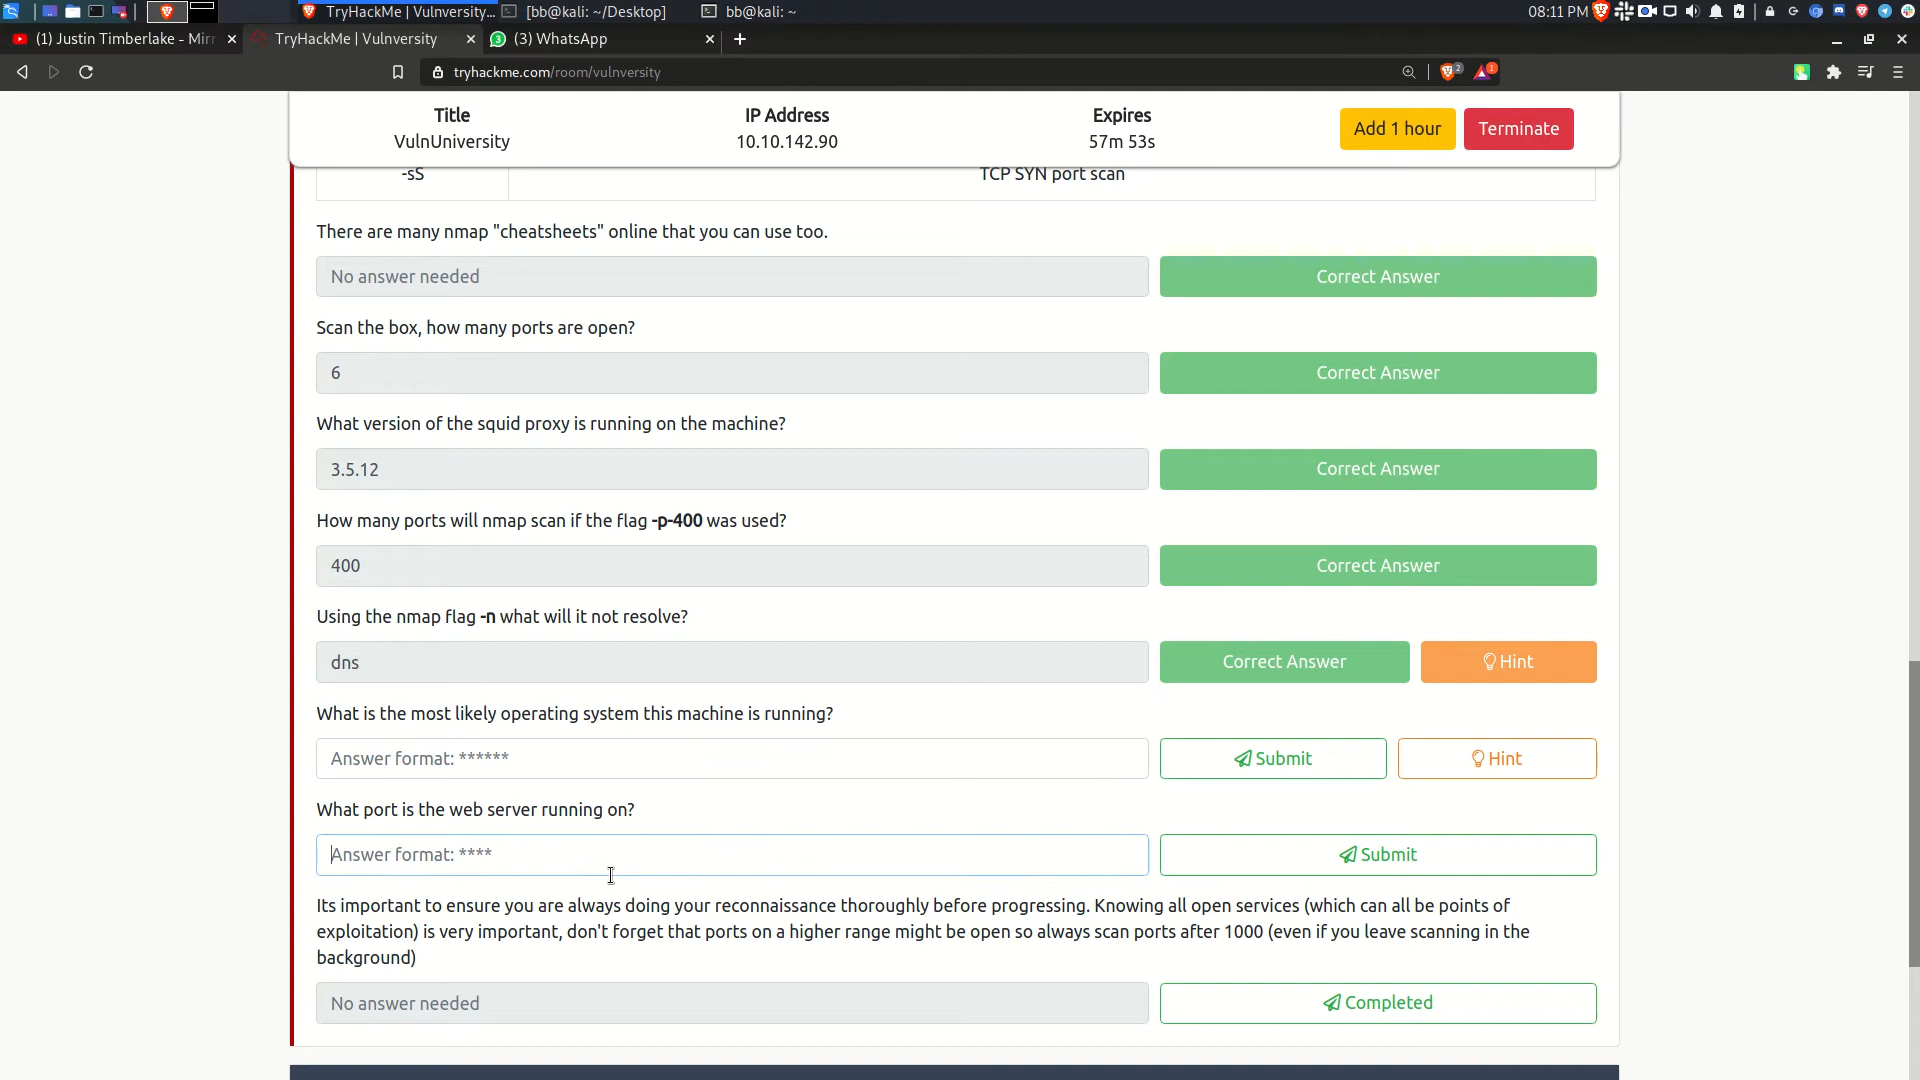 TryHackMe | Vulnversity...
[bb@kali: ~/Desktop]
bb@kali: ~
08:11 PM
(1) Justin Timberlake - Mirr
TryHackMe | Vulnversity
(3) WhatsApp
tryhackme.com/room/vulnversity
2
1
Title
IP Address
Expires
VulnUniversity
10.10.142.90
57m 53s
Add 1 hour
Terminate
-sS
TCP SYN port scan
There are many nmap "cheatsheets" online that you can use too.
No answer needed
Correct Answer
Scan the box, how many ports are open?
6
Correct Answer
What version of the squid proxy is running on the machine?
3.5.12
Correct Answer
How many ports will nmap scan if the flag -p-400 was used?
400
Correct Answer
Using the nmap flag -n what will it not resolve?
dns
Correct Answer
Hint
What is the most likely operating system this machine is running?
Answer format: ******
Submit
Hint
What port is the web server running on?
Answer format: ****
Submit
Its important to ensure you are always doing your reconnaissance thoroughly before progressing. Knowing all open services (which can all be points of
exploitation) is very important, don't forget that ports on a higher range might be open so always scan ports after 1000 (even if you leave scanning in the
background)
No answer needed
Completed